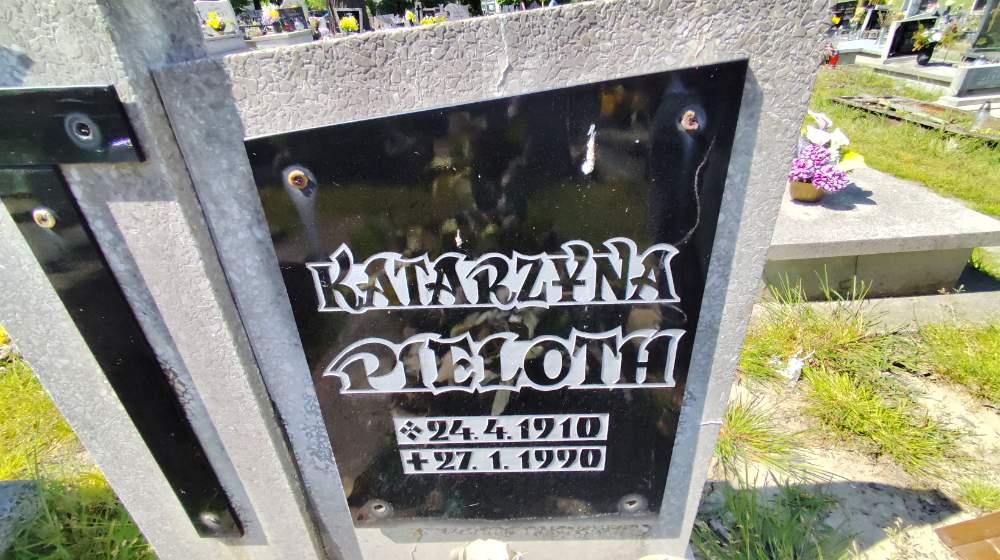 KATARZYNA
PIELOTH
24.4.1910
27.1.1990